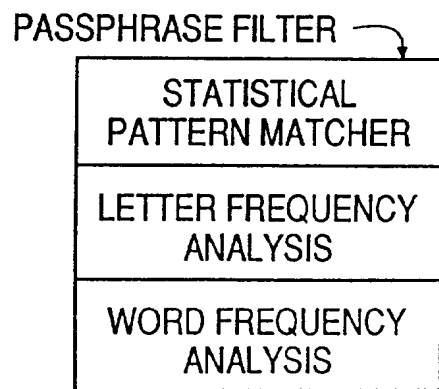 PASSPHRASE FILTER
STATISTICAL
PATTERN MATCHER
LETTER FREQUENCY
ANALYSIS
WORD FREQUENCY
ANALYSIS